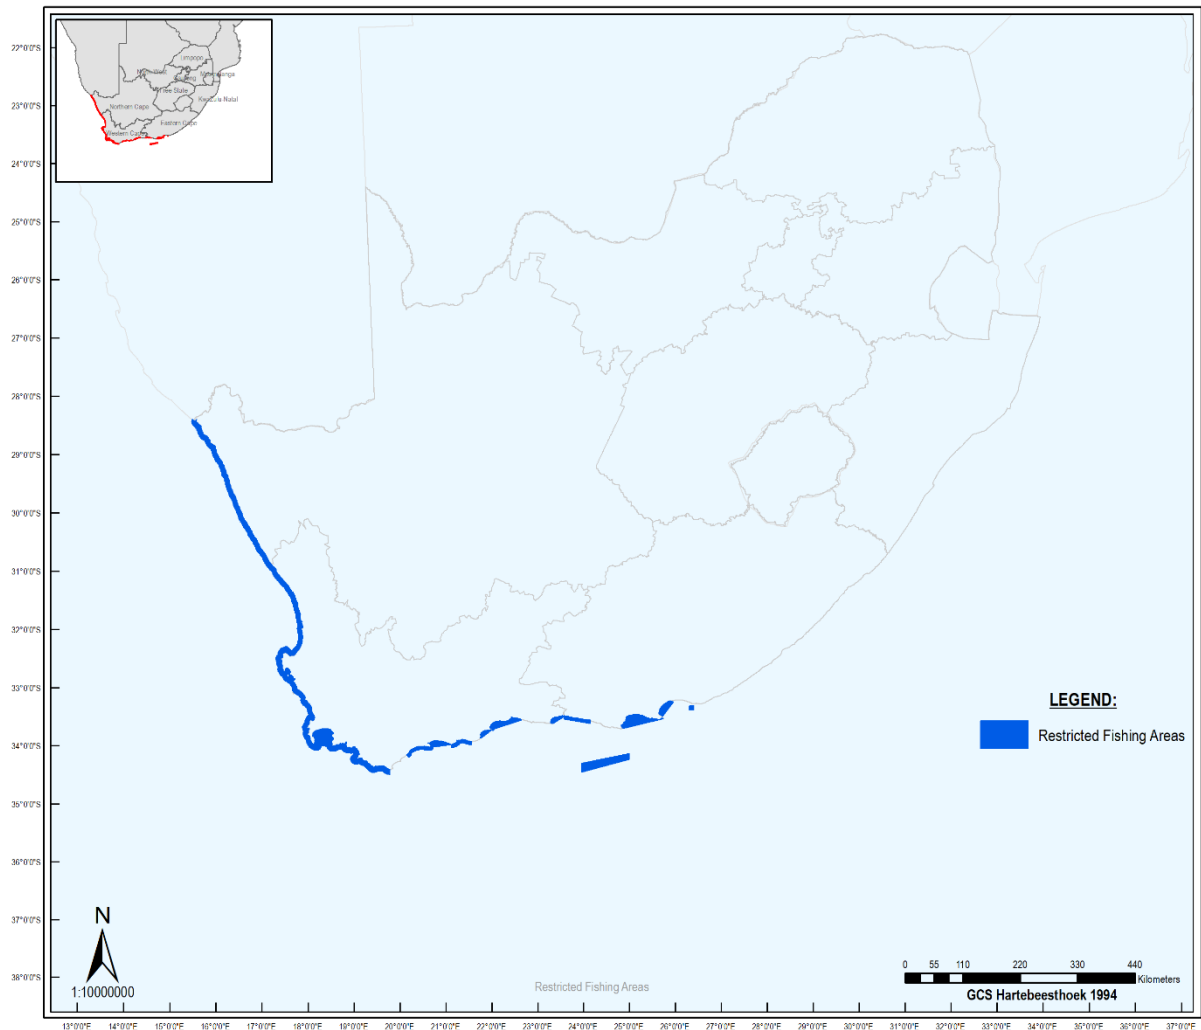 Limpopo
North West
Mpumalanga
Gauteng
Free State
KwaZulu Natal
Northern Cape
Eastern Cape
Western Cape
22°0'0"S
23°0'0"S
24°0'0"S
25°0'0"S
26°0'0"S
27°0'0"S
28°0'0"S
29°0'0"S
30°0'0"S
31°0'0"S
32°0'0"S
33°0'0"S
34°0'0"S
35°0'0"S
36°0'0"S
37°0'0"S
38°0'0"S
LEGEND:
Restricted Fishing Areas
N
1:10000000
Restricted Fishing Areas
0 55 110 220 330 440
Kilometers
GCS Hartebeesthoek 1994
13°0'0"E 14°0'0"E 15°0'0"E 16°0'0"E 17°0'0"E 18°0'0"E 19°0'0"E 20°0'0"E 21°0'0"E 22°0'0"E 23°0'0"E 24°0'0"E 25°0'0"E 26°0'0"E 27°0'0"E 28°0'0"E 29°0'0"E 30°0'0"E 31°0'0"E 32°0'0"E 33°0'0"E 34°0'0"E 35°0'0"E 36°0'0"E 37°0'0"E